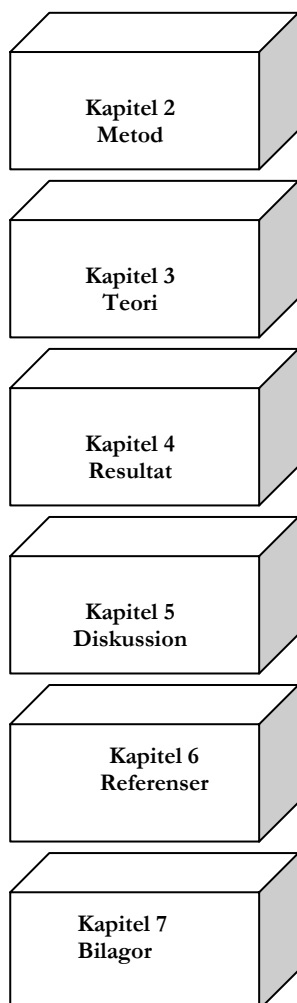 Kapitel 2
Metod
Kapitel 3
Teori
Kapitel 4
Resultat
Kapitel 5
Diskussion
Kapitel 6
Referenser
Kapitel 7
Bilagor